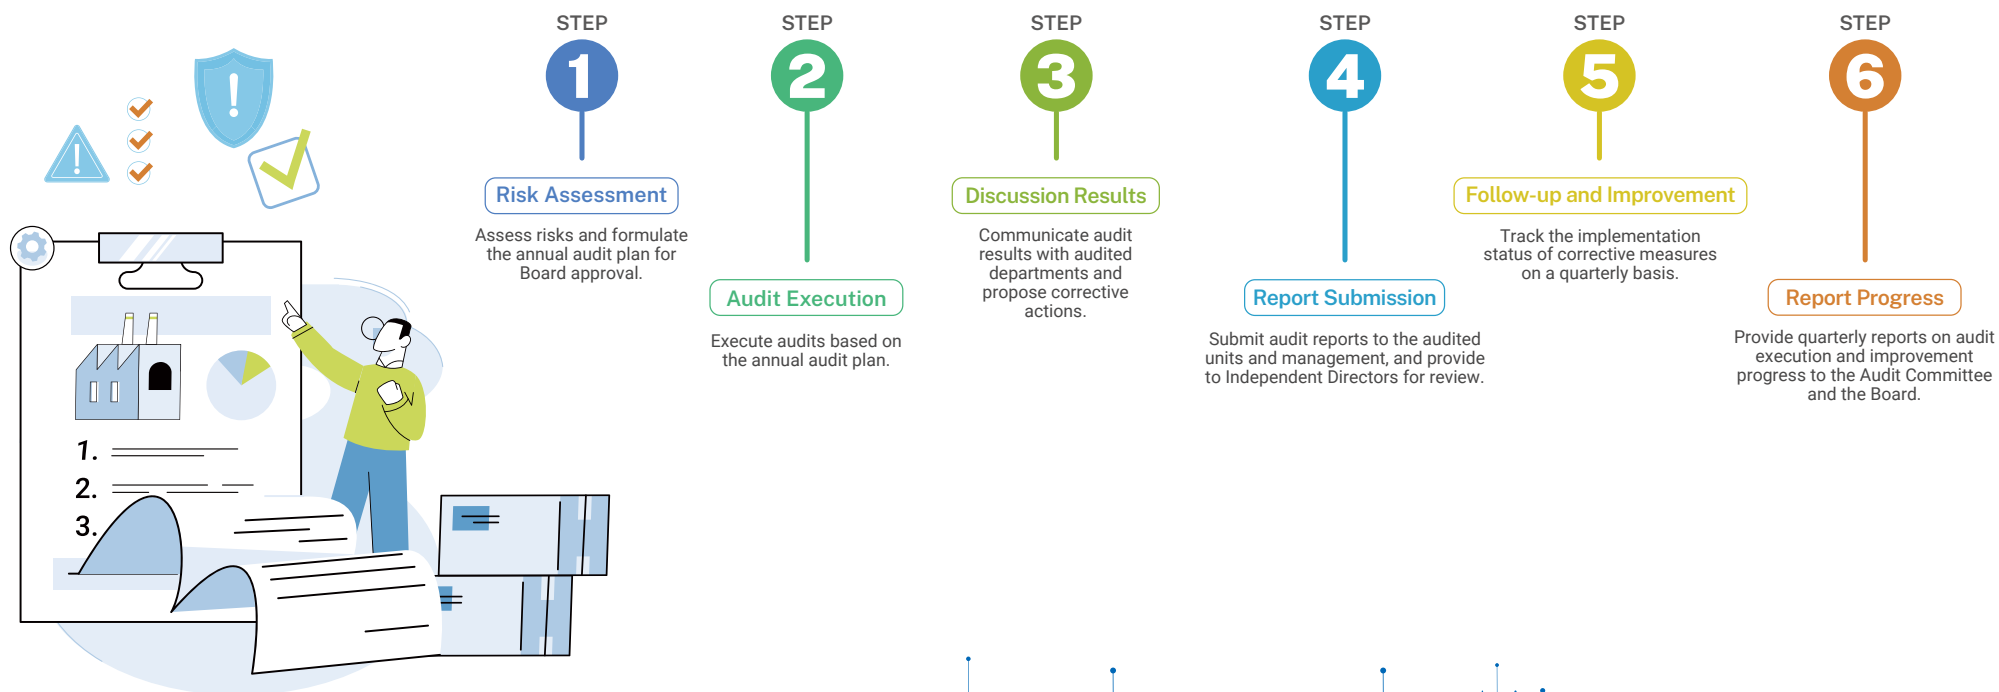 STEP
1
Risk Assessment
Assess risks and formulate
the annual audit plan for
Board approval.
STEP
2
Audit Execution
Execute audits based on
the annual audit plan.
STEP
3
Discussion Results
Communicate audit
results with audited
departments and
propose corrective
actions.
STEP
4
Report Submission
Submit audit reports to the audited
units and management, and provide
to Independent Directors for review.
STEP
5
Follow-up and Improvement
Track the implementation
status of corrective measures
on a quarterly basis.
STEP
6
Report Progress
Provide quarterly reports on audit
execution and improvement
progress to the Audit Committee
and the Board.
1.
2.
3.